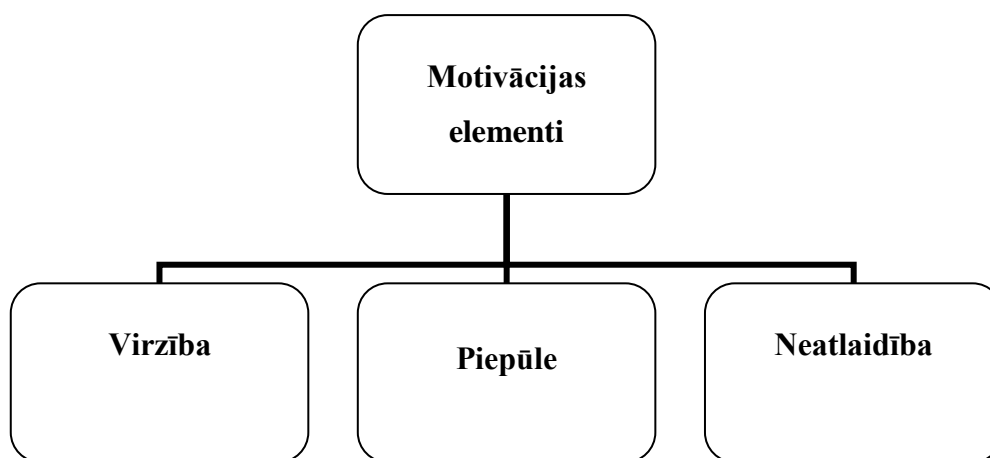 Motivācijas
elementi
Virzība
Piepūle
Neatlaidība